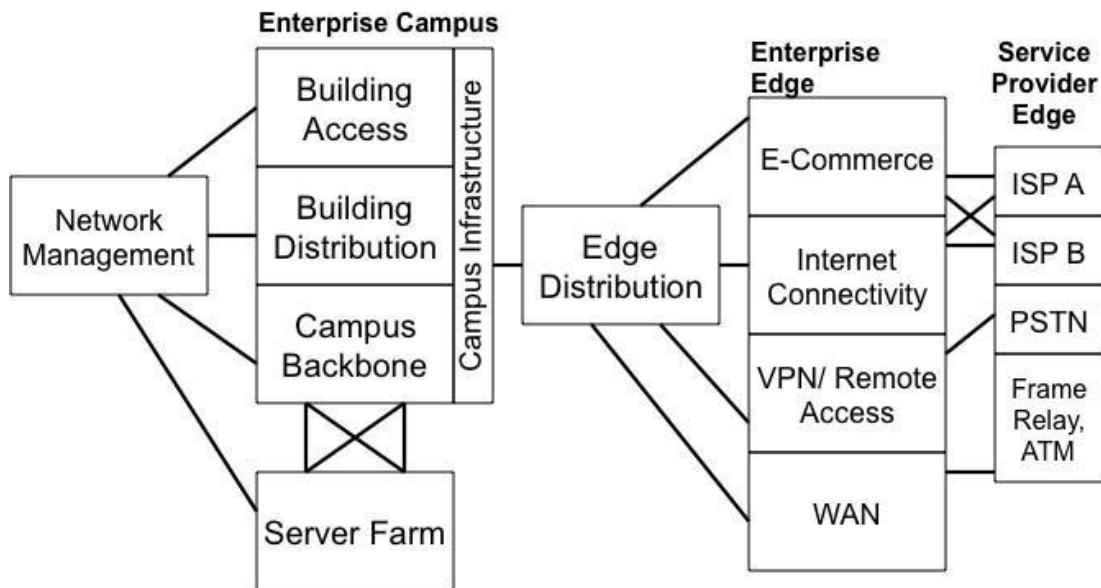 Enterprise Campus
Building
Access
Building
Distribution
Campus
Backbone
Campus Infrastructure
Network
Management
Server Farm
Edge
Distribution
Enterprise
Edge
E-Commerce
Internet
Connectivity
VPN/ Remote
Access
WAN
Service
Provider
Edge
ISP A
ISP B
PSTN
Frame
Relay,
ATM